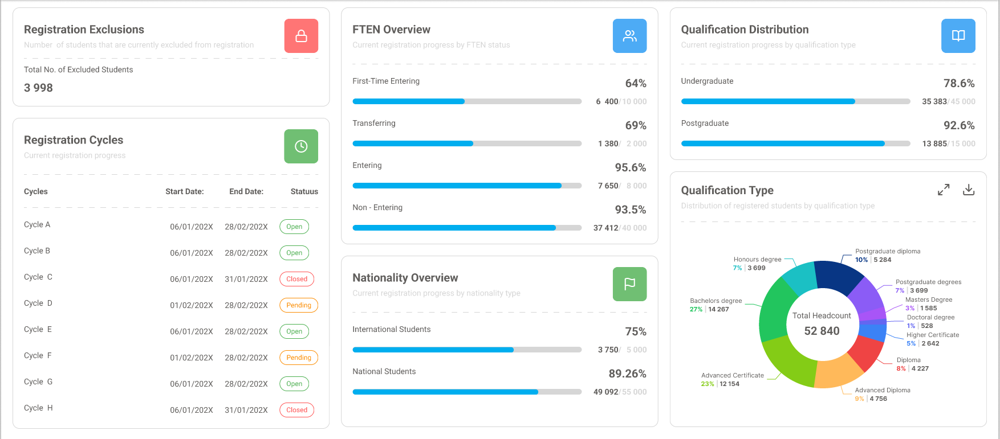 Registration Exclusions
Number  of students that are currently excluded from registration
Total No. of Excluded Students
3 998
Registration Cycles
Current registration progress
Cycles Start Date: End Date: Statuus
Cycle A 06/01/202X 28/02/202X Open
Cycle B 06/01/202X 28/02/202X Open
Cycle  C 06/01/202X 31/01/202X Closed
Cycle  D 01/02/202X 28/02/202X Pending
Cycle  E 06/01/202X 28/02/202X Open
Cycle  F 01/02/202X 28/02/202X Pending
Cycle  G 06/01/202X 28/02/202X Open
Cycle  H 06/01/202X 31/01/202X Closed
FTEN Overview
Current registration progress by FTEN status
First-Time Entering 64%
6  400/10 000
Transferring 69%
1 380/  2 000
Entering 95.6%
7 650/  8 000
Non - Entering 93.5%
37 412/40 000
Nationality Overview
Current registration progress by nationality type
International Students 75%
3 750/  5 000
National Students 89.26%
49 092/55 000
Qualification Distribution
Current registration progress by qualification type
Undergraduate 78.6%
35 383/45 000
Postgraduate 92.6%
13 885/15 000
Qualification Type
Distribution of registered students by qualification type
Postgraduate diploma
10% | 5 284
Honours degree
7% | 3 699
Postgraduate degrees
7% | 3 699
Masters Degree
3% | 1 585
Bachelors degree
27% | 14 267
Doctoral degree
1% | 528
Total Headcount
52 840
Higher Certificate
5% | 2 642
Diploma
8% | 4 227
Advanced Certificate
23% | 12 154
Advanced Diploma
9% | 4 756